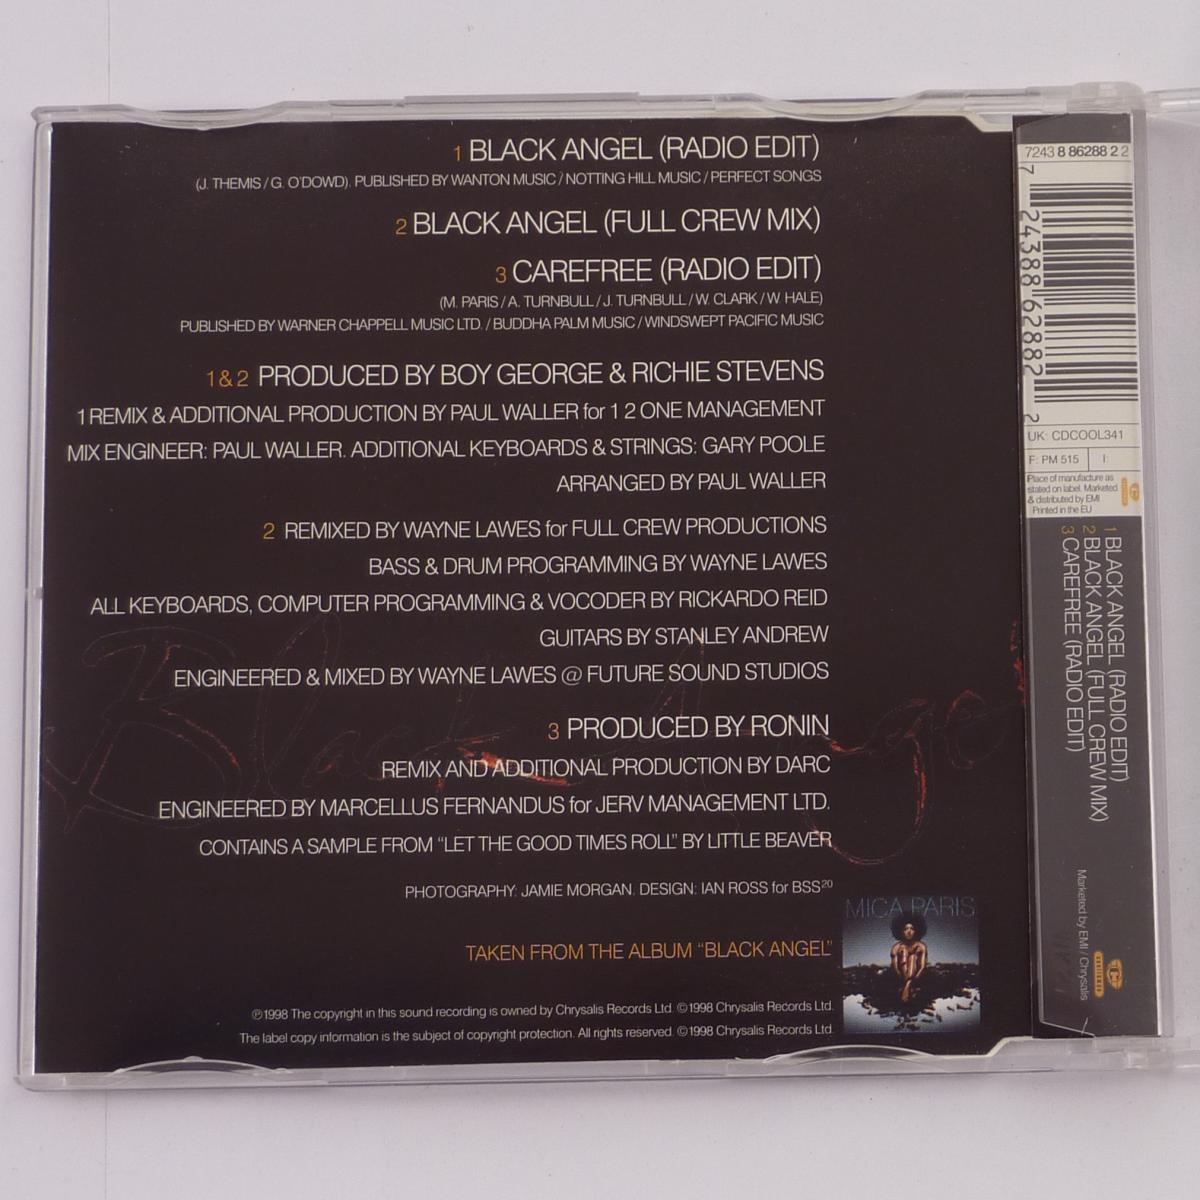 1 BLACK ANGEL (RADIO EDIT)
(J. THEMIS / G. O'DOWD). PUBLISHED BY WANTON MUSIC / NOTTING HILL MUSIC / PERFECT SONGS
2 BLACK ANGEL (FULL CREW MIX)
3 CAREFREE (RADIO EDIT)
(M. PARIS / A. TURNBULL / J. TURNBULL / W. CLARK / W. HALE)
PUBLISHED BY WARNER CHAPPELL MUSIC LTD. / BUDDHA PALM MUSIC / WINDSWEPT PACIFIC MUSIC
1 & 2 PRODUCED BY BOY GEORGE & RICHIE STEVENS
1 REMIX & ADDITIONAL PRODUCTION BY PAUL WALLER for 1 2 ONE MANAGEMENT
MIX ENGINEER: PAUL WALLER. ADDITIONAL KEYBOARDS & STRINGS: GARY POOLE
ARRANGED BY PAUL WALLER
2 REMIXED BY WAYNE LAWES for FULL CREW PRODUCTIONS
BASS & DRUM PROGRAMMING BY WAYNE LAWES
ALL KEYBOARDS, COMPUTER PROGRAMMING & VOCODER BY RICKARDO REID
GUITARS BY STANLEY ANDREW
ENGINEERED & MIXED BY WAYNE LAWES @ FUTURE SOUND STUDIOS
Black Angel
3 PRODUCED BY RONIN
REMIX AND ADDITIONAL PRODUCTION BY DARC
ENGINEERED BY MARCELLUS FERNANDUS for JERV MANAGEMENT LTD.
CONTAINS A SAMPLE FROM "LET THE GOOD TIMES ROLL" BY LITTLE BEAVER
PHOTOGRAPHY: JAMIE MORGAN. DESIGN: IAN ROSS for BSS20
MICA PARIS
TAKEN FROM THE ALBUM "BLACK ANGEL"
℗1998 The copyright in this sound recording is owned by Chrysalis Records Ltd. ©1998 Chrysalis Records Ltd.
The label copy information is the subject of copyright protection. All rights reserved. ©1998 Chrysalis Records Ltd.
7243 8 86288 2 2
7 24388 62882 2
UK: CDCOOL341
F: PM 515
I:
Place of manufacture as
stated on label. Marketed
& distributed by EMI
Printed in the EU
1 BLACK ANGEL (RADIO EDIT)
2 BLACK ANGEL (FULL CREW MIX)
3 CAREFREE (RADIO EDIT)
Marketed by EMI / Chrysalis